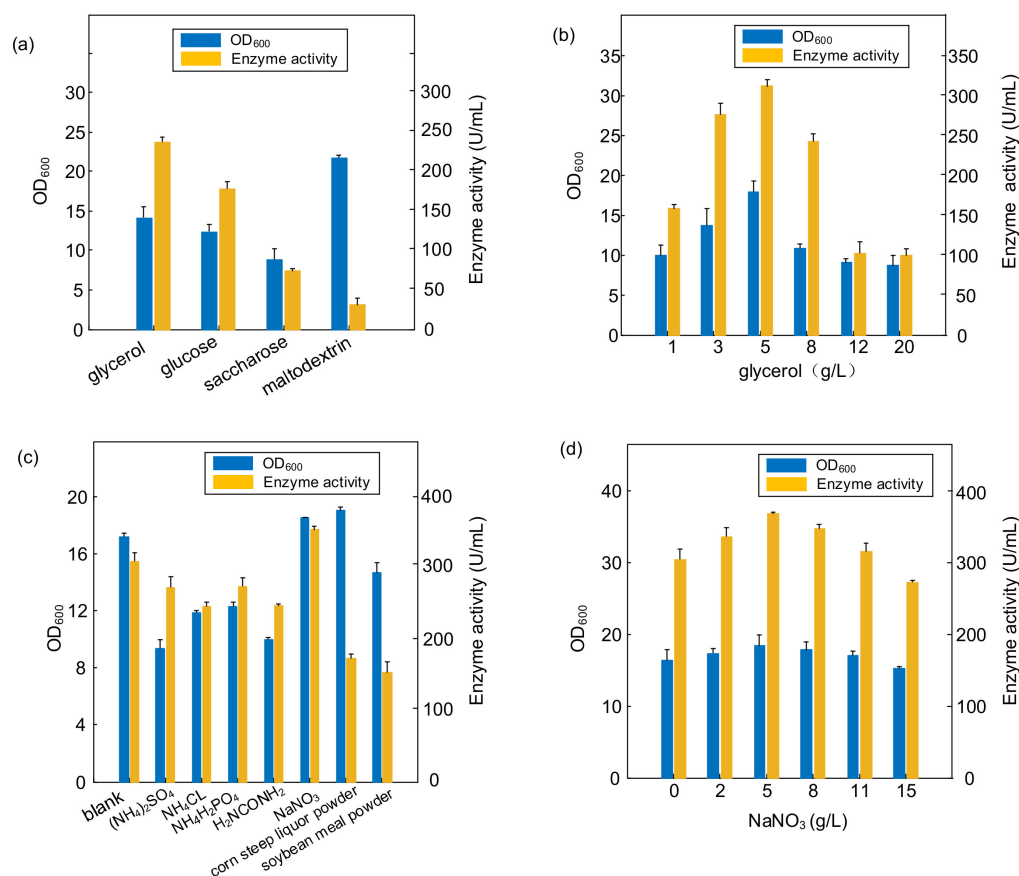 (a)
OD600
Enzyme activity
30
25
20
15
10
5
0
OD600
300
250
200
150
100
50
0
Enzyme activity (U/mL)
glycerol
glucose
saccharose
maltodextrin
(b)
OD600
Enzyme activity
35
30
25
20
15
10
5
0
OD600
350
300
250
200
150
100
50
0
Enzyme activity (U/mL)
1 3 5 8 12 20
glycerol（g/L）
(c)
OD600
Enzyme activity
20
16
12
8
4
0
OD600
400
300
200
100
0
Enzyme activity (U/mL)
blank
(NH4)2SO4
NH4CL
NH4H2PO4
H2NCONH2
NaNO3
corn steep liquor powder
soybean meal powder
(d)
OD600
Enzyme activity
40
30
20
10
0
OD600
400
300
200
100
0
Enzyme activity (U/mL)
0 2 5 8 11 15
NaNO3 (g/L)